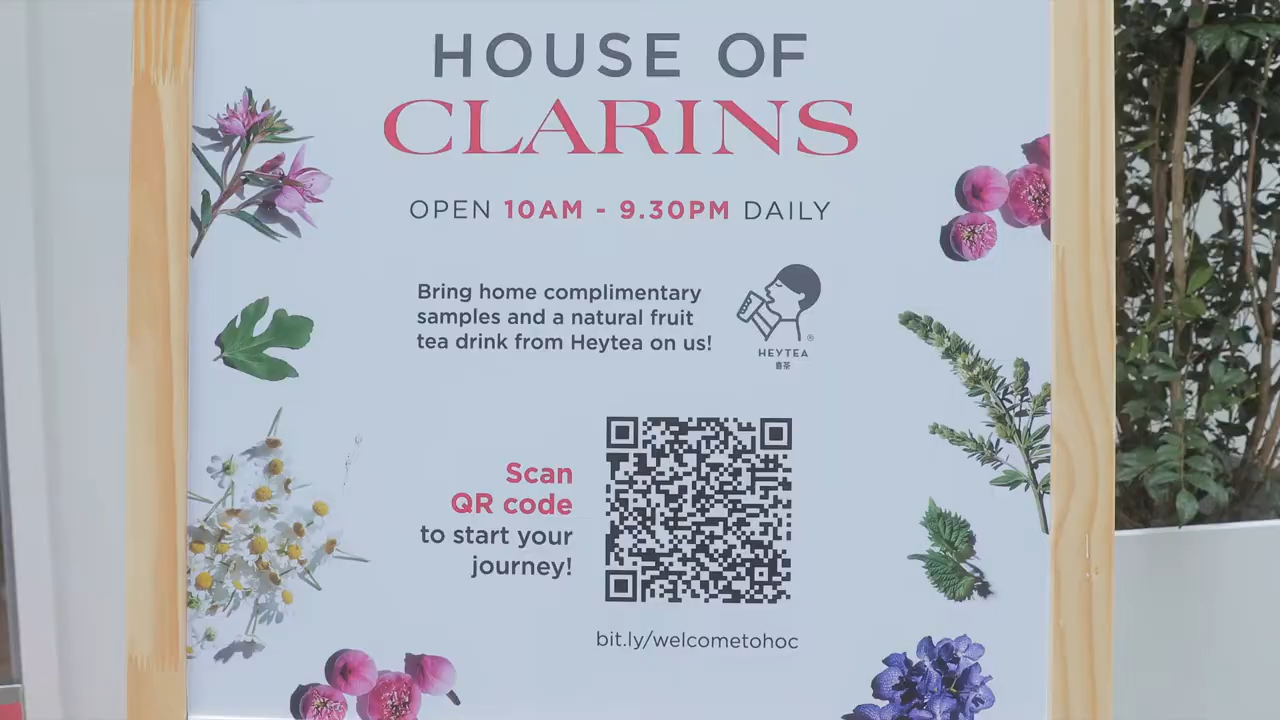 HOUSE OF
CLARINS
OPEN 10AM - 9.30PM DAILY
Bring home complimentary
samples and a natural fruit
tea drink from Heytea on us!
HEYTEA
喜茶
Scan
QR code
to start your
journey!
bit.ly/welcometohoc